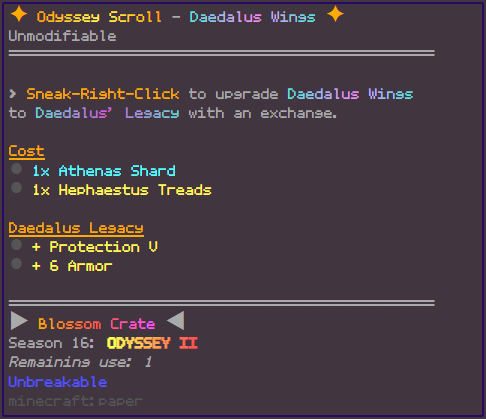 ✦ Odyssey Scroll - Daedalus Wings ✦
Unmodifiable
> Sneak-Right-Click to upgrade Daedalus Wings
to Daedalus' Legacy with an exchange.
Cost
● 1x Athenas Shard
● 1x Hephaestus Treads
Daedalus Legacy
● + Protection V
● + 6 Armor
▶ Blossom Crate ◀
Season 16: ODYSSEY II
Remaining use: 1
Unbreakable
minecraft:paper